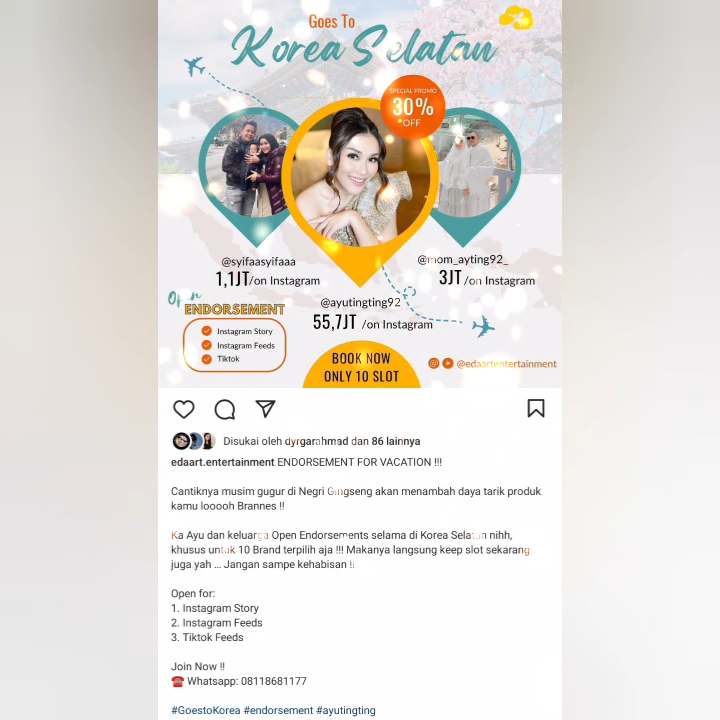 Goes To
Korea Selatan
SPECIAL PROMO
30%
OFF
@syifaasyifaaa
1,1JT/on Instagram
@mom_ayting92_
3JT/on Instagram
@ayutingting92
55,7JT /on Instagram
Open
ENDORSEMENT
Instagram Story
Instagram Feeds
Tiktok
BOOK NOW
ONLY 10 SLOT
@edaartentertainment
Disukai oleh dyrgarahmad dan 86 lainnya
edaart.entertainment ENDORSEMENT FOR VACATION !!!
Cantiknya musim gugur di Negri Gingseng akan menambah daya tarik produk
kamu looooh Brannes !!
Ka Ayu dan keluarga Open Endorsements selama di Korea Selatan nihh,
khusus untuk 10 Brand terpilih aja !!! Makanya langsung keep slot sekarang
juga yah ... Jangan sampe kehabisan !!
Open for:
1. Instagram Story
2. Instagram Feeds
3. Tiktok Feeds
Join Now !!
☎️ Whatsapp: 08118681177
#GoestoKorea #endorsement #ayutingting